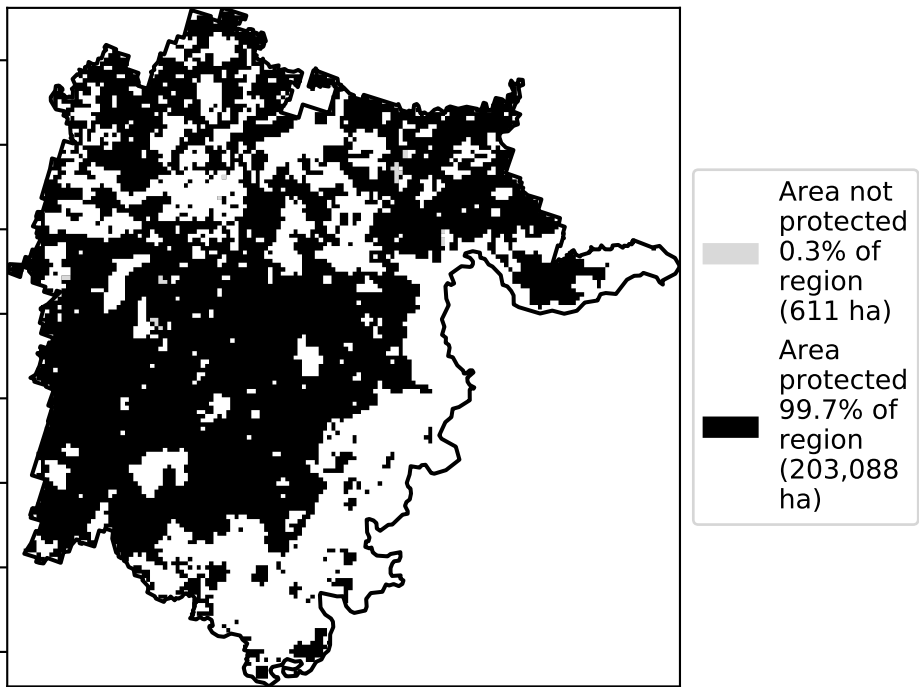 Area not
protected
0.3% of
region
(611 ha)
Area
protected
99.7% of
region
(203,088
ha)